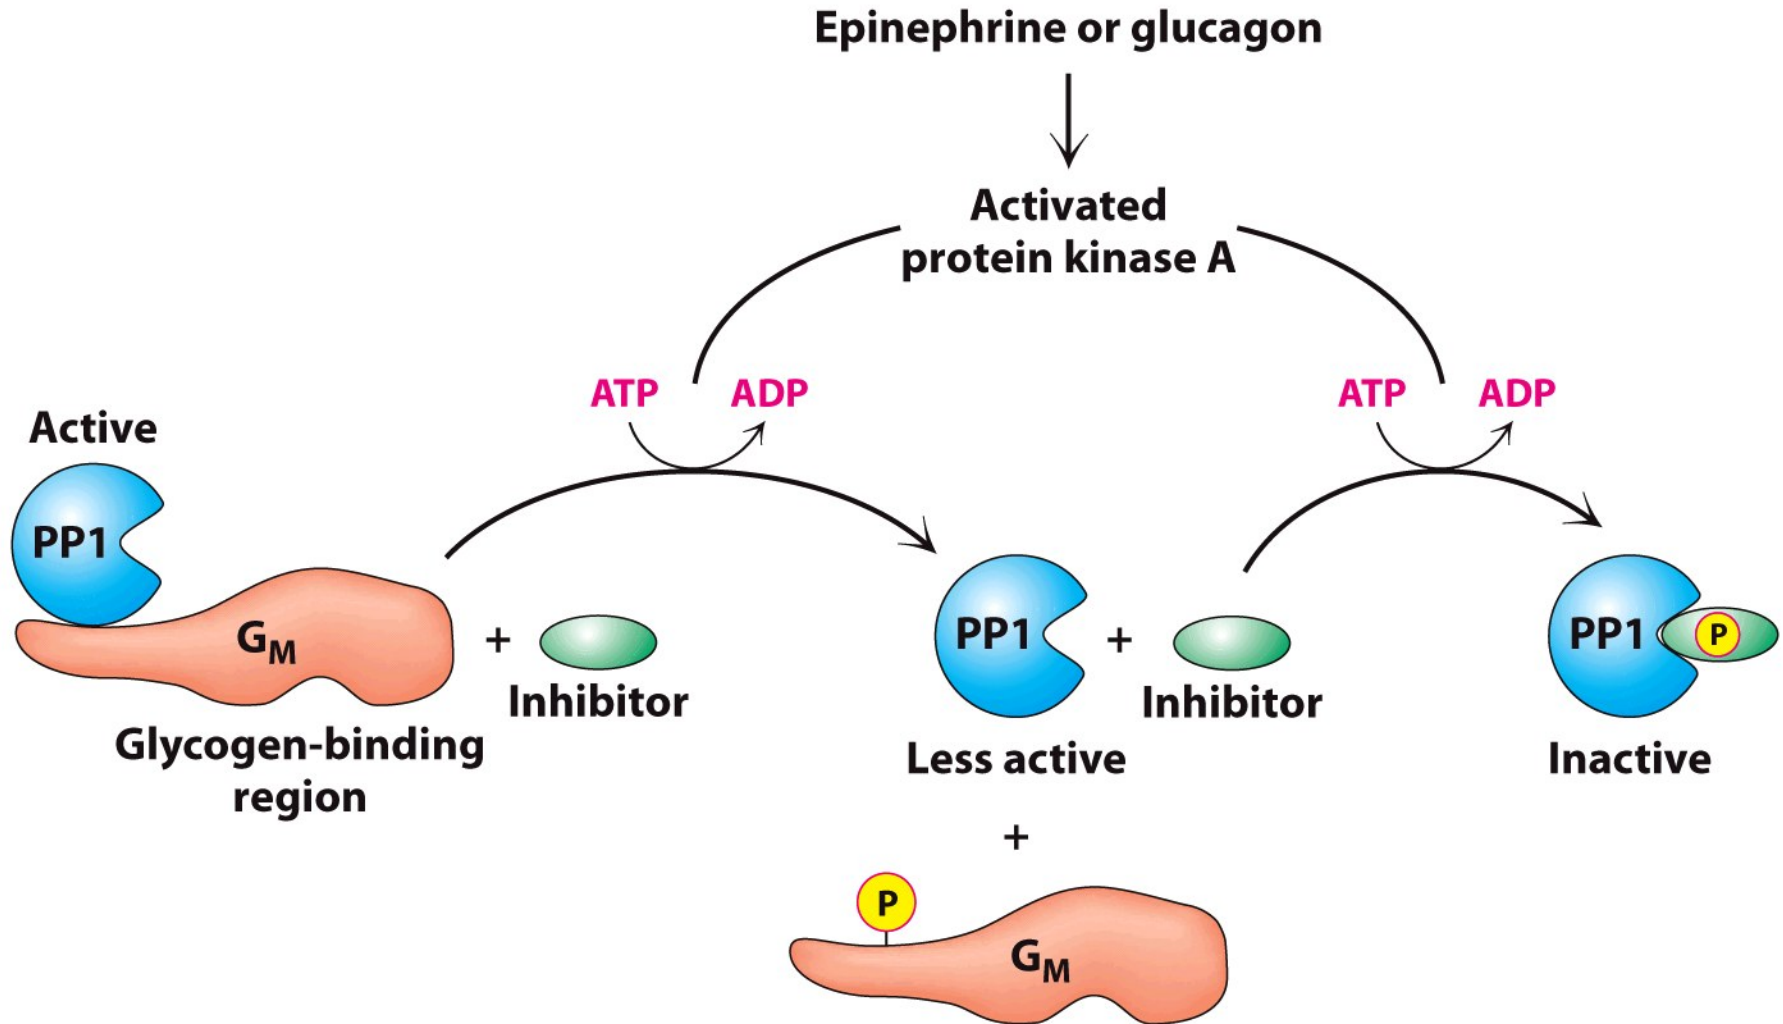 Epinephrine or glucagon
Activated
protein kinase A
ATP ADP
ATP ADP
Active
PP1
GM
+
Inhibitor
Glycogen-binding
region
PP1
+
Inhibitor
Less active
PP1
P
Inactive
+
P
GM